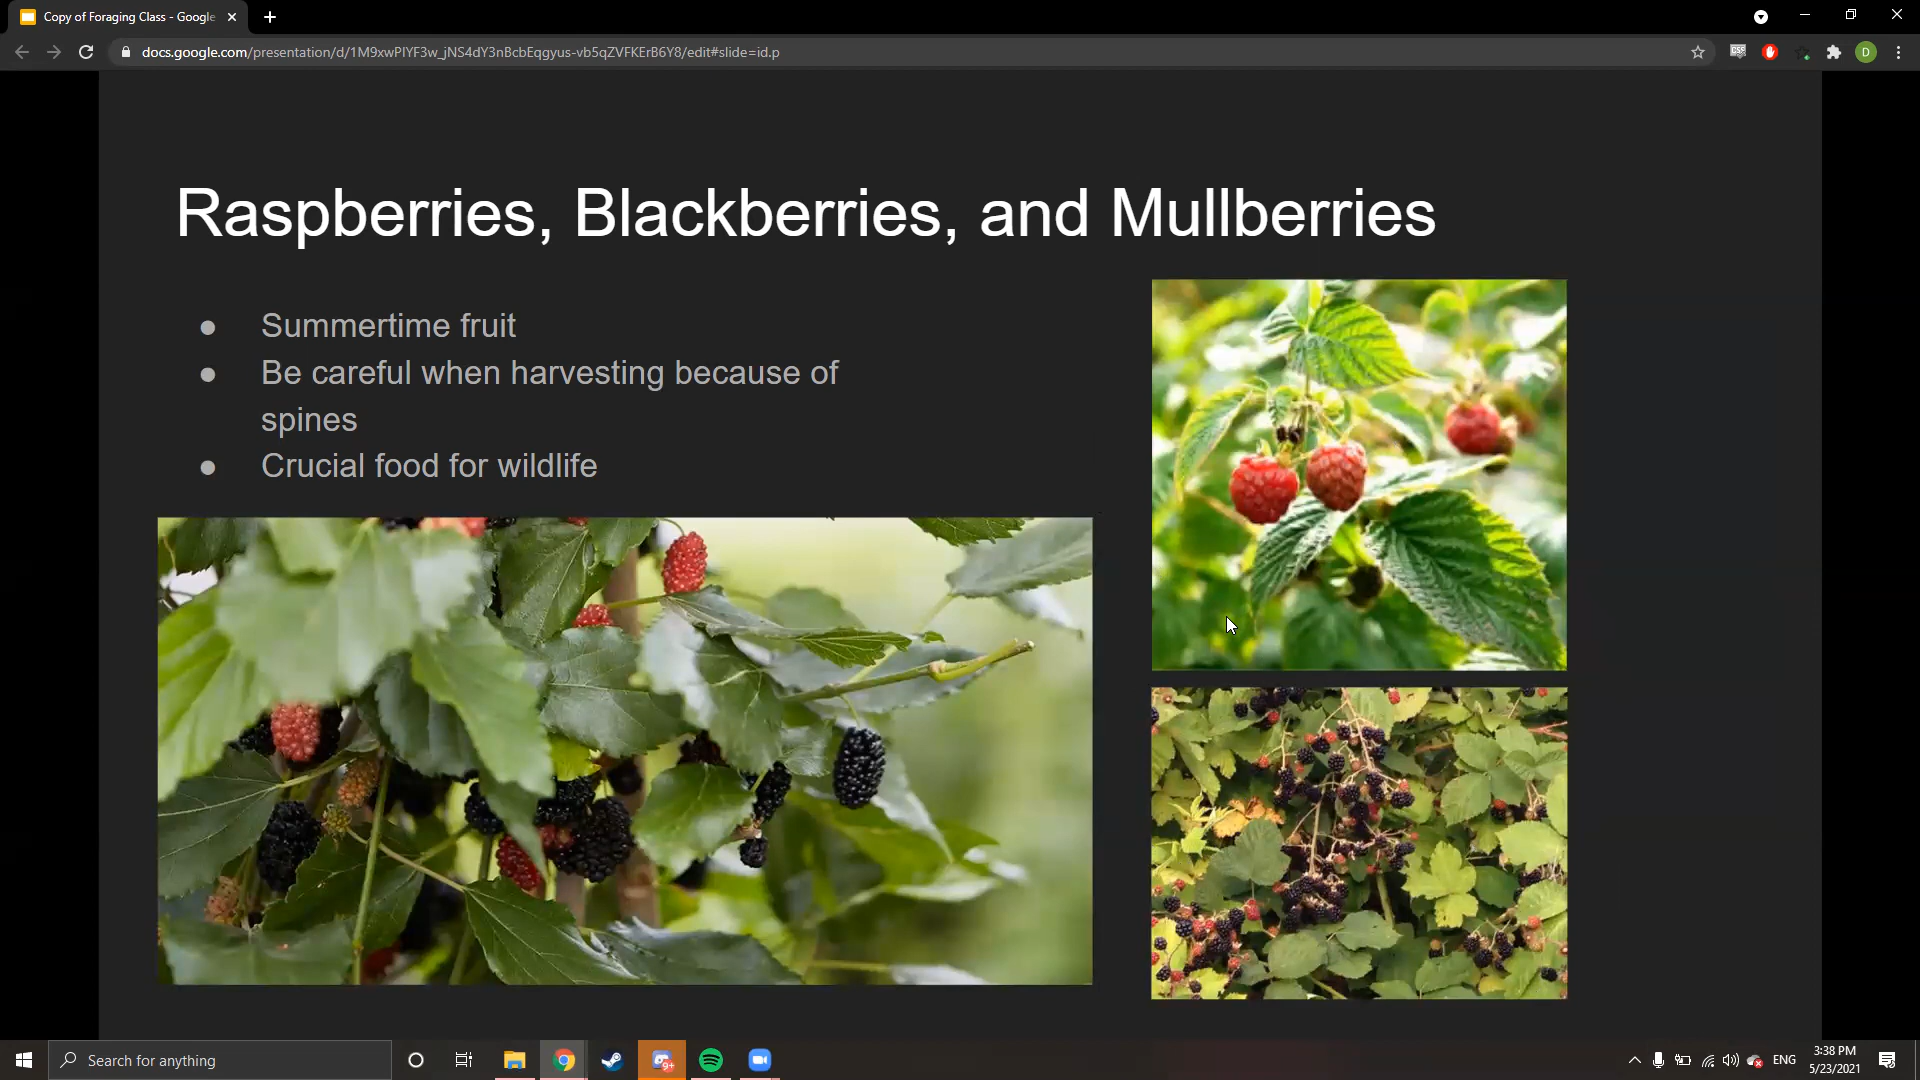 Copy of Foraging Class - Google
docs.google.com/presentation/d/1M9xwPIYF3w_jNS4dY3nBcbEqgyus-vb5qZVFKErB6Y8/edit#slide=id.p
CSP
D
Raspberries, Blackberries, and Mullberries
● Summertime fruit
● Be careful when harvesting because of
spines
● Crucial food for wildlife
Search for anything
9+
ENG
3:38 PM
5/23/2021